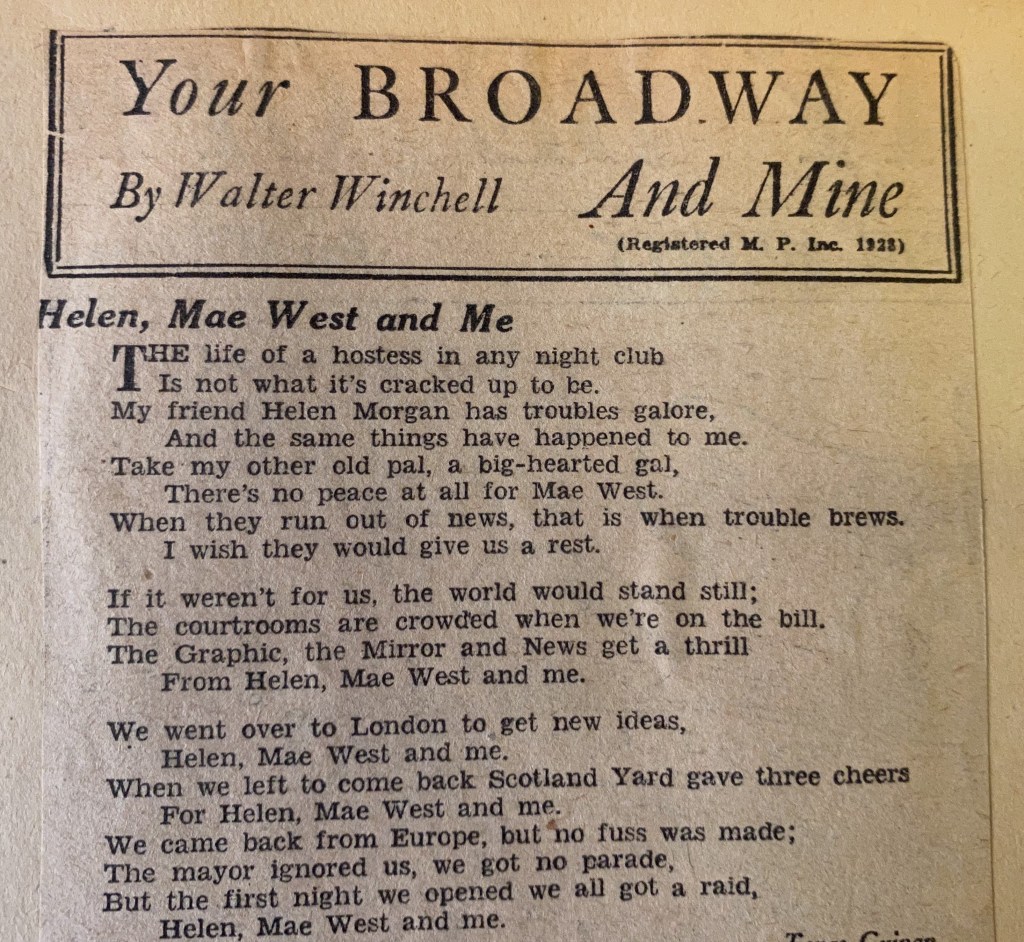 Your BROADWAY
By Walter Winchell And Mine
(Registered M. P. Inc. 1928)
Helen, Mae West and Me
THE life of a hostess in any night club
Is not what it's cracked up to be.
My friend Helen Morgan has troubles galore,
And the same things have happened to me.
Take my other old pal, a big-hearted gal,
There's no peace at all for Mae West.
When they run out of news, that is when trouble brews.
I wish they would give us a rest.
If it weren't for us, the world would stand still;
The courtrooms are crowded when we're on the bill.
The Graphic, the Mirror and News get a thrill
From Helen, Mae West and me.
We went over to London to get new ideas,
Helen, Mae West and me.
When we left to come back Scotland Yard gave three cheers
For Helen, Mae West and me.
We came back from Europe, but no fuss was made;
The mayor ignored us, we got no parade,
But the first night we opened we all got a raid,
Helen, Mae West and me.
Texas Guinan